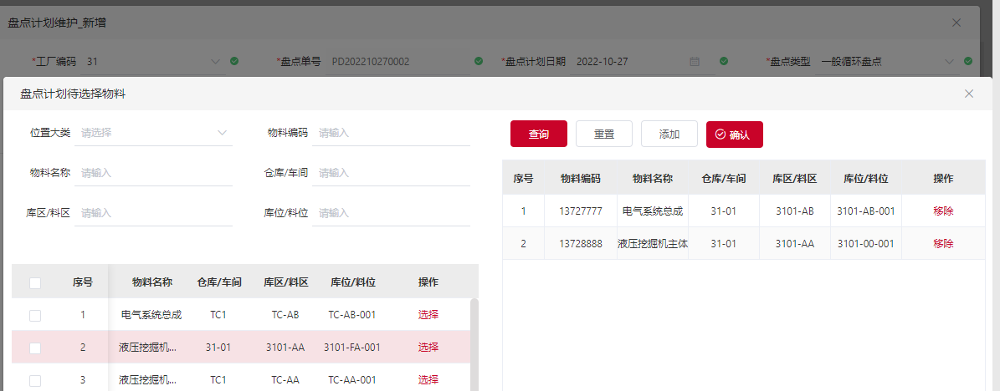 盘点计划维护_新增
*工厂编码 31 *盘点单号 PD202210270002 *盘点计划日期 2022-10-27 *盘点类型 一般循环盘点
盘点计划待选择物料
位置大类 请选择 物料编码 请输入 查询 重置 添加 确认
物料名称 请输入 仓库/车间 请输入
库区/料区 请输入 库位/料位 请输入
序号 物料名称 仓库/车间 库区/料区 库位/料位 操作
1 电气系统总成 TC1 TC-AB TC-AB-001 选择
2 液压挖掘机... 31-01 3101-AA 3101-FA-001 选择
3 液压挖掘机... TC1 TC-AA TC-AA-001 选择
序号 物料编码 物料名称 仓库/车间 库区/料区 库位/料位 操作
1 13727777 电气系统总成 31-01 3101-AB 3101-AB-001 移除
2 13728888 液压挖掘机主体 31-01 3101-AA 3101-00-001 移除